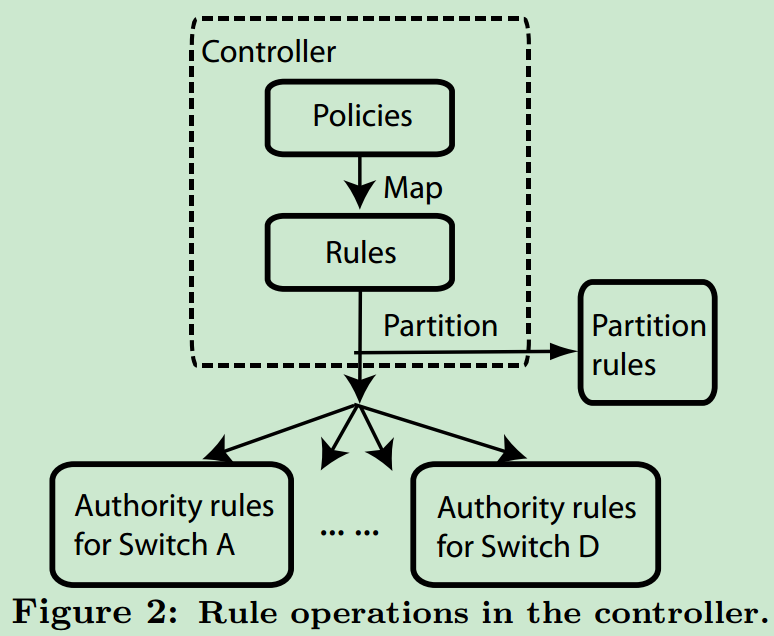 Controller
Policies
Map
Rules
Partition
Partition
rules
Authority rules
for Switch A
... ...
Authority rules
for Switch D
Figure 2: Rule operations in the controller.